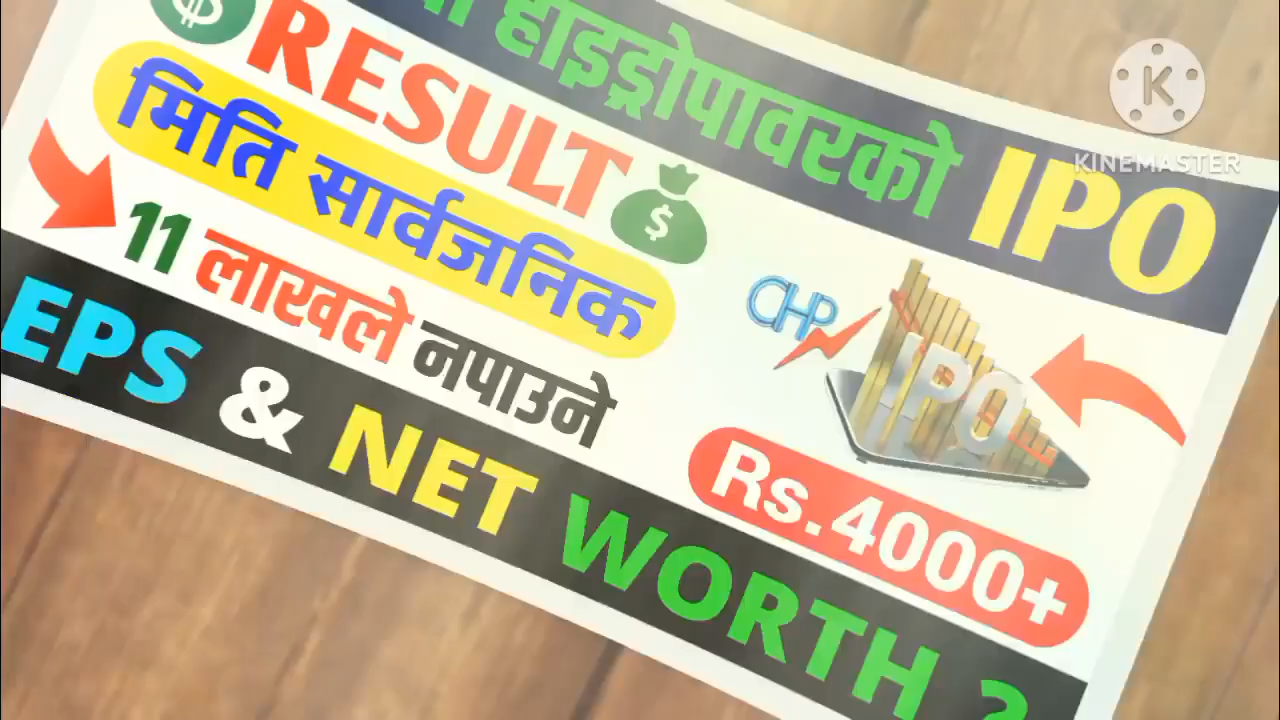 हाइड्रोपावरको IPO
RESULT
मिति सार्वजनिक
11 लाखले नपाउने
CHP
IPO
Rs.4000+
EPS & NET WORTH ?
K
KINEMASTER